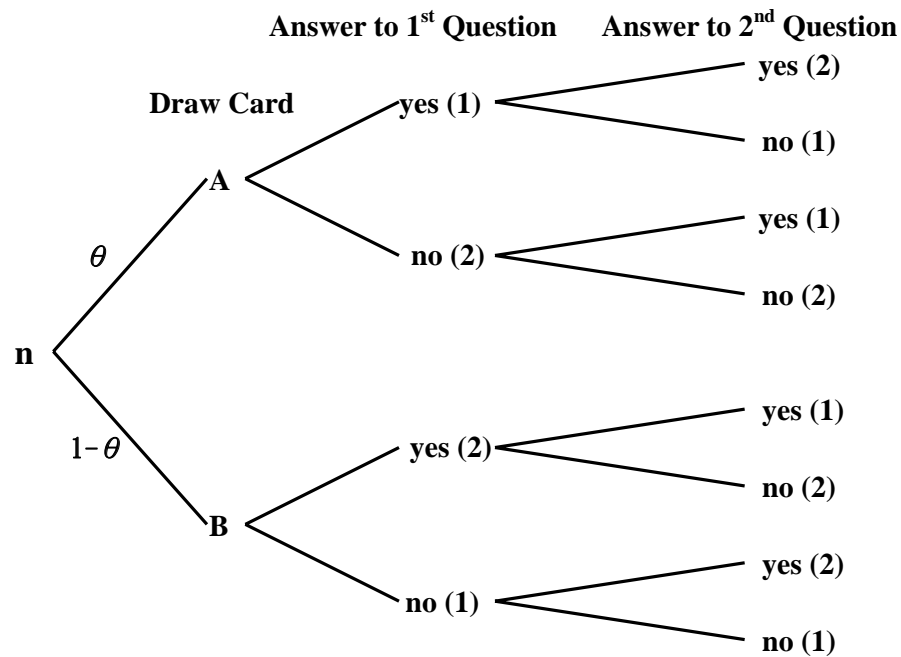 Answer to 1st Question Answer to 2nd Question
yes (2)
Draw Card yes (1)
no (1)
A
yes (1)
θ no (2)
no (2)
n
yes (1)
1-θ yes (2)
no (2)
B
yes (2)
no (1)
no (1)